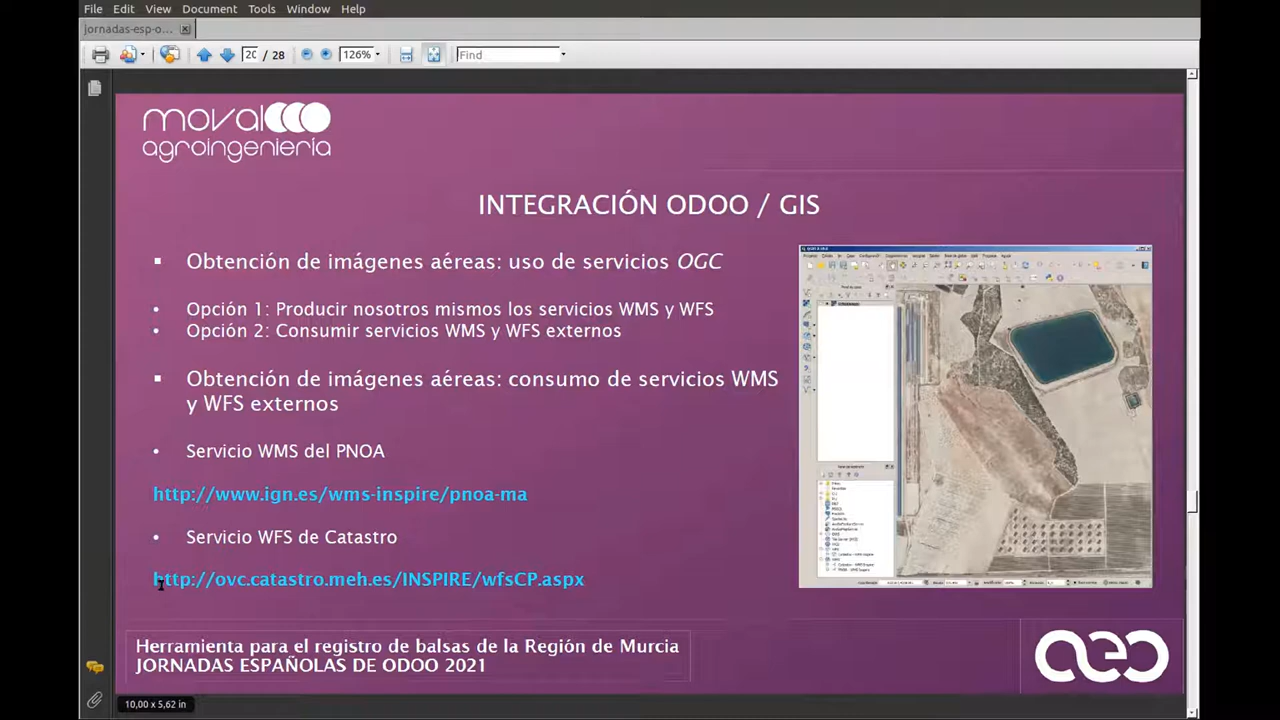 File Edit View Document Tools Window Help
jornadas-esp-o...
20 / 28 126% Find
moval
agroingeniería
INTEGRACIÓN ODOO / GIS
▪ Obtención de imágenes aéreas: uso de servicios OGC
• Opción 1: Producir nosotros mismos los servicios WMS y WFS
• Opción 2: Consumir servicios WMS y WFS externos
▪ Obtención de imágenes aéreas: consumo de servicios WMS
y WFS externos
• Servicio WMS del PNOA
http://www.ign.es/wms-inspire/pnoa-ma
• Servicio WFS de Catastro
http://ovc.catastro.meh.es/INSPIRE/wfsCP.aspx
Herramienta para el registro de balsas de la Región de Murcia
JORNADAS ESPAÑOLAS DE ODOO 2021
aeo
10,00 x 5,62 in